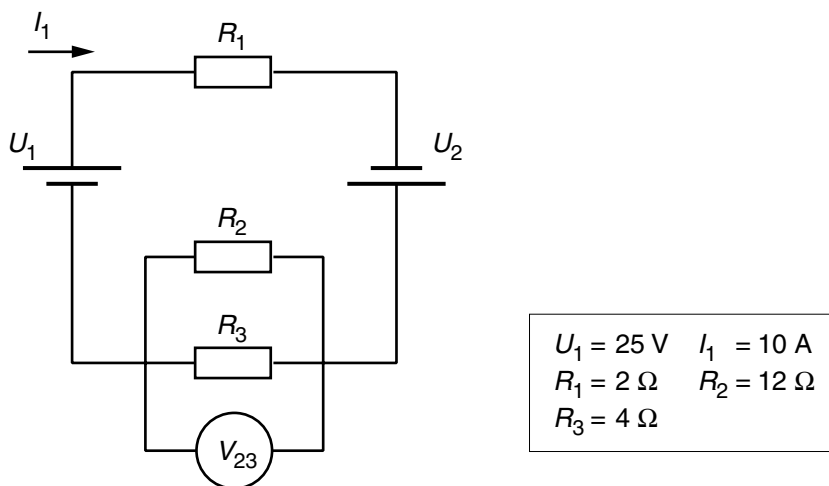 I₁
R₁
U₁
U₂
R₂
R₃
V₂₃
U₁ = 25 V I₁ = 10 A
R₁ = 2 Ω R₂ = 12 Ω
R₃ = 4 Ω